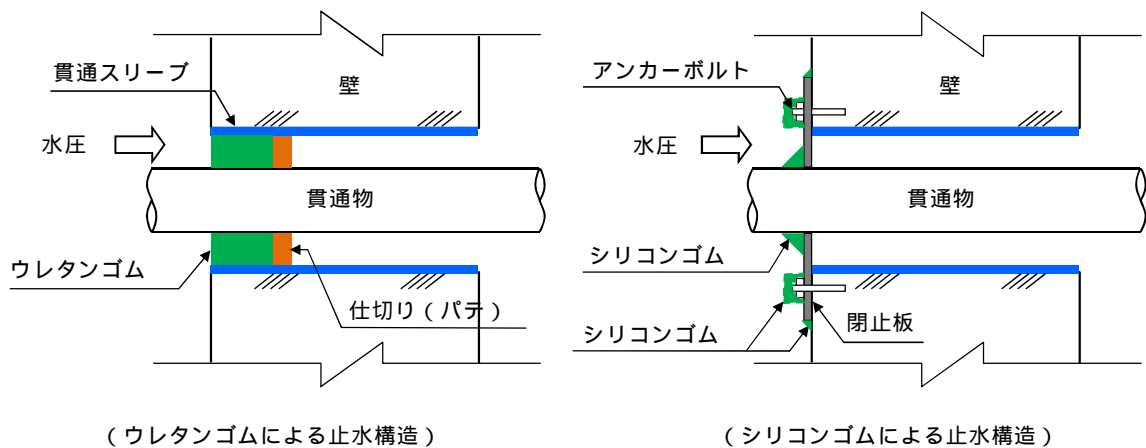 貫通スリーブ
壁
水圧
貫通物
ウレタンゴム
仕切り(パテ)
(ウレタンゴムによる止水構造)
アンカーボルト
壁
水圧
貫通物
シリコンゴム
シリコンゴム
閉止板
(シリコンゴムによる止水構造)